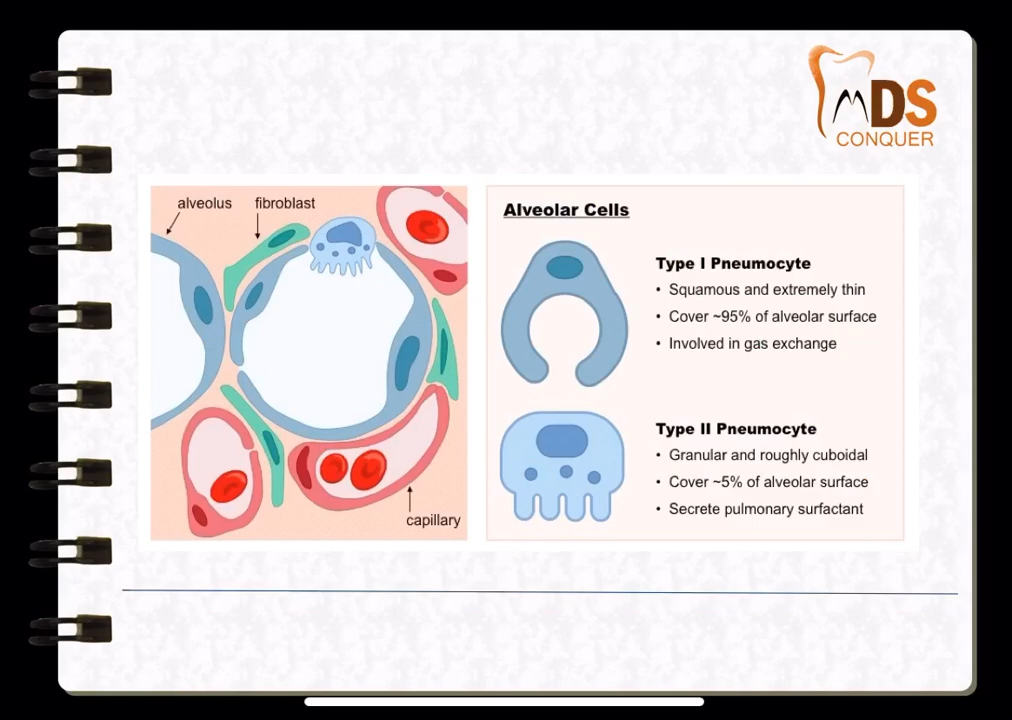 MDS
CONQUER
alveolus
fibroblast
capillary
Alveolar Cells
Type I Pneumocyte
• Squamous and extremely thin
• Cover ~95% of alveolar surface
• Involved in gas exchange
Type II Pneumocyte
• Granular and roughly cuboidal
• Cover ~5% of alveolar surface
• Secrete pulmonary surfactant